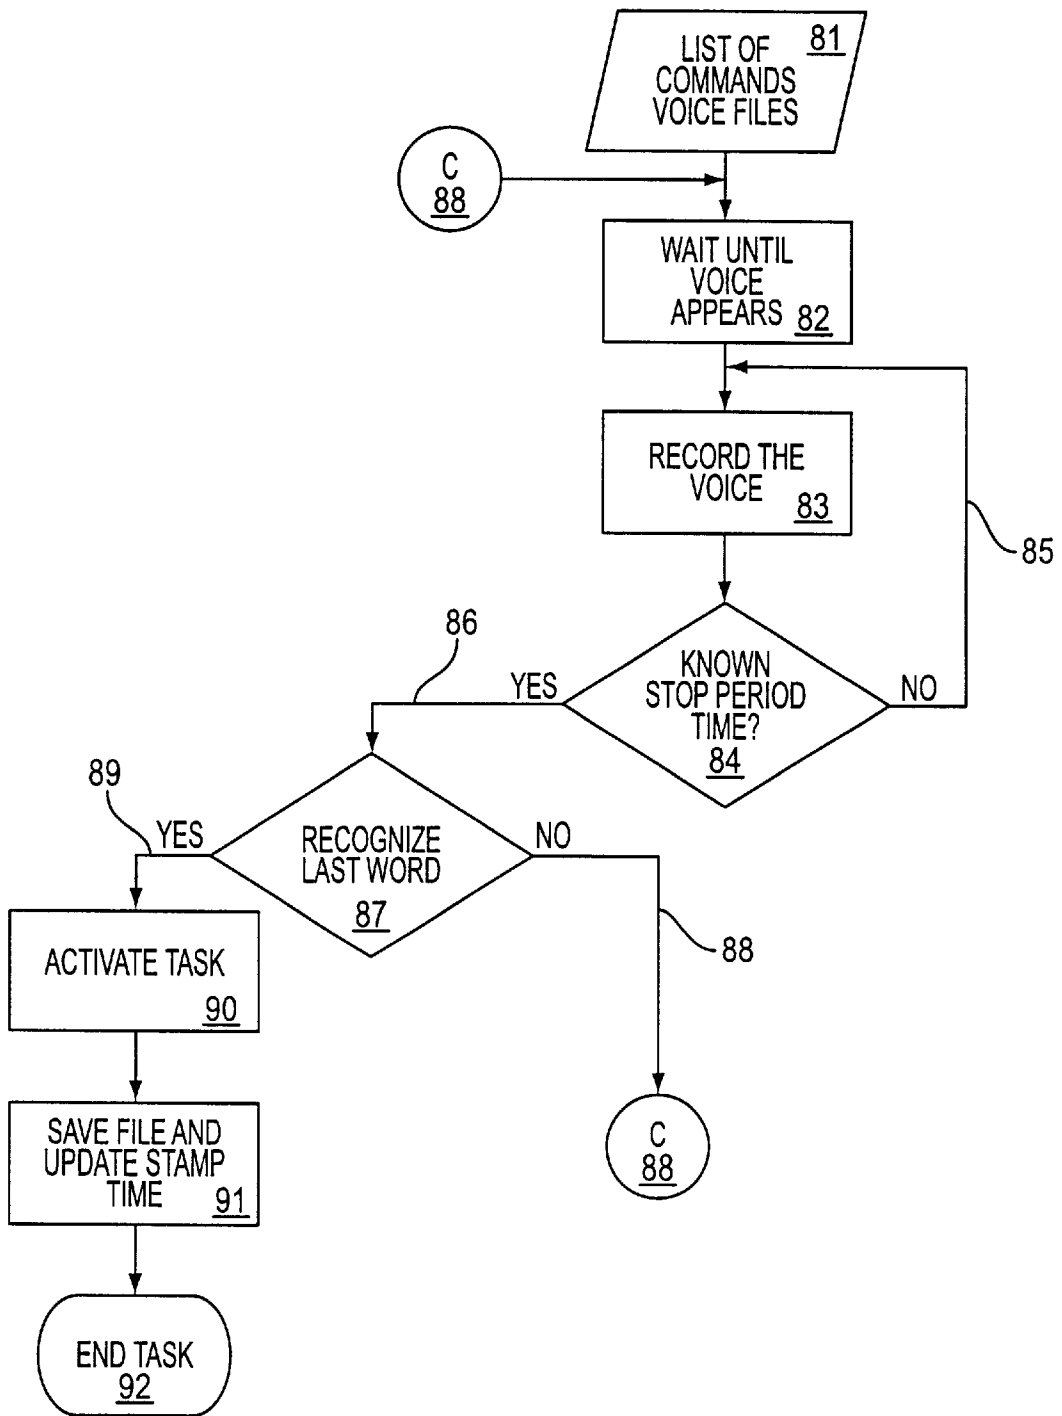 LIST OF
COMMANDS
VOICE FILES
81
C
88
WAIT UNTIL
VOICE
APPEARS
82
RECORD THE
VOICE
83
85
86
YES
KNOWN
STOP PERIOD
TIME?
84
NO
89
YES
RECOGNIZE
LAST WORD
87
NO
88
ACTIVATE TASK
90
SAVE FILE AND
UPDATE STAMP
TIME
91
C
88
END TASK
92